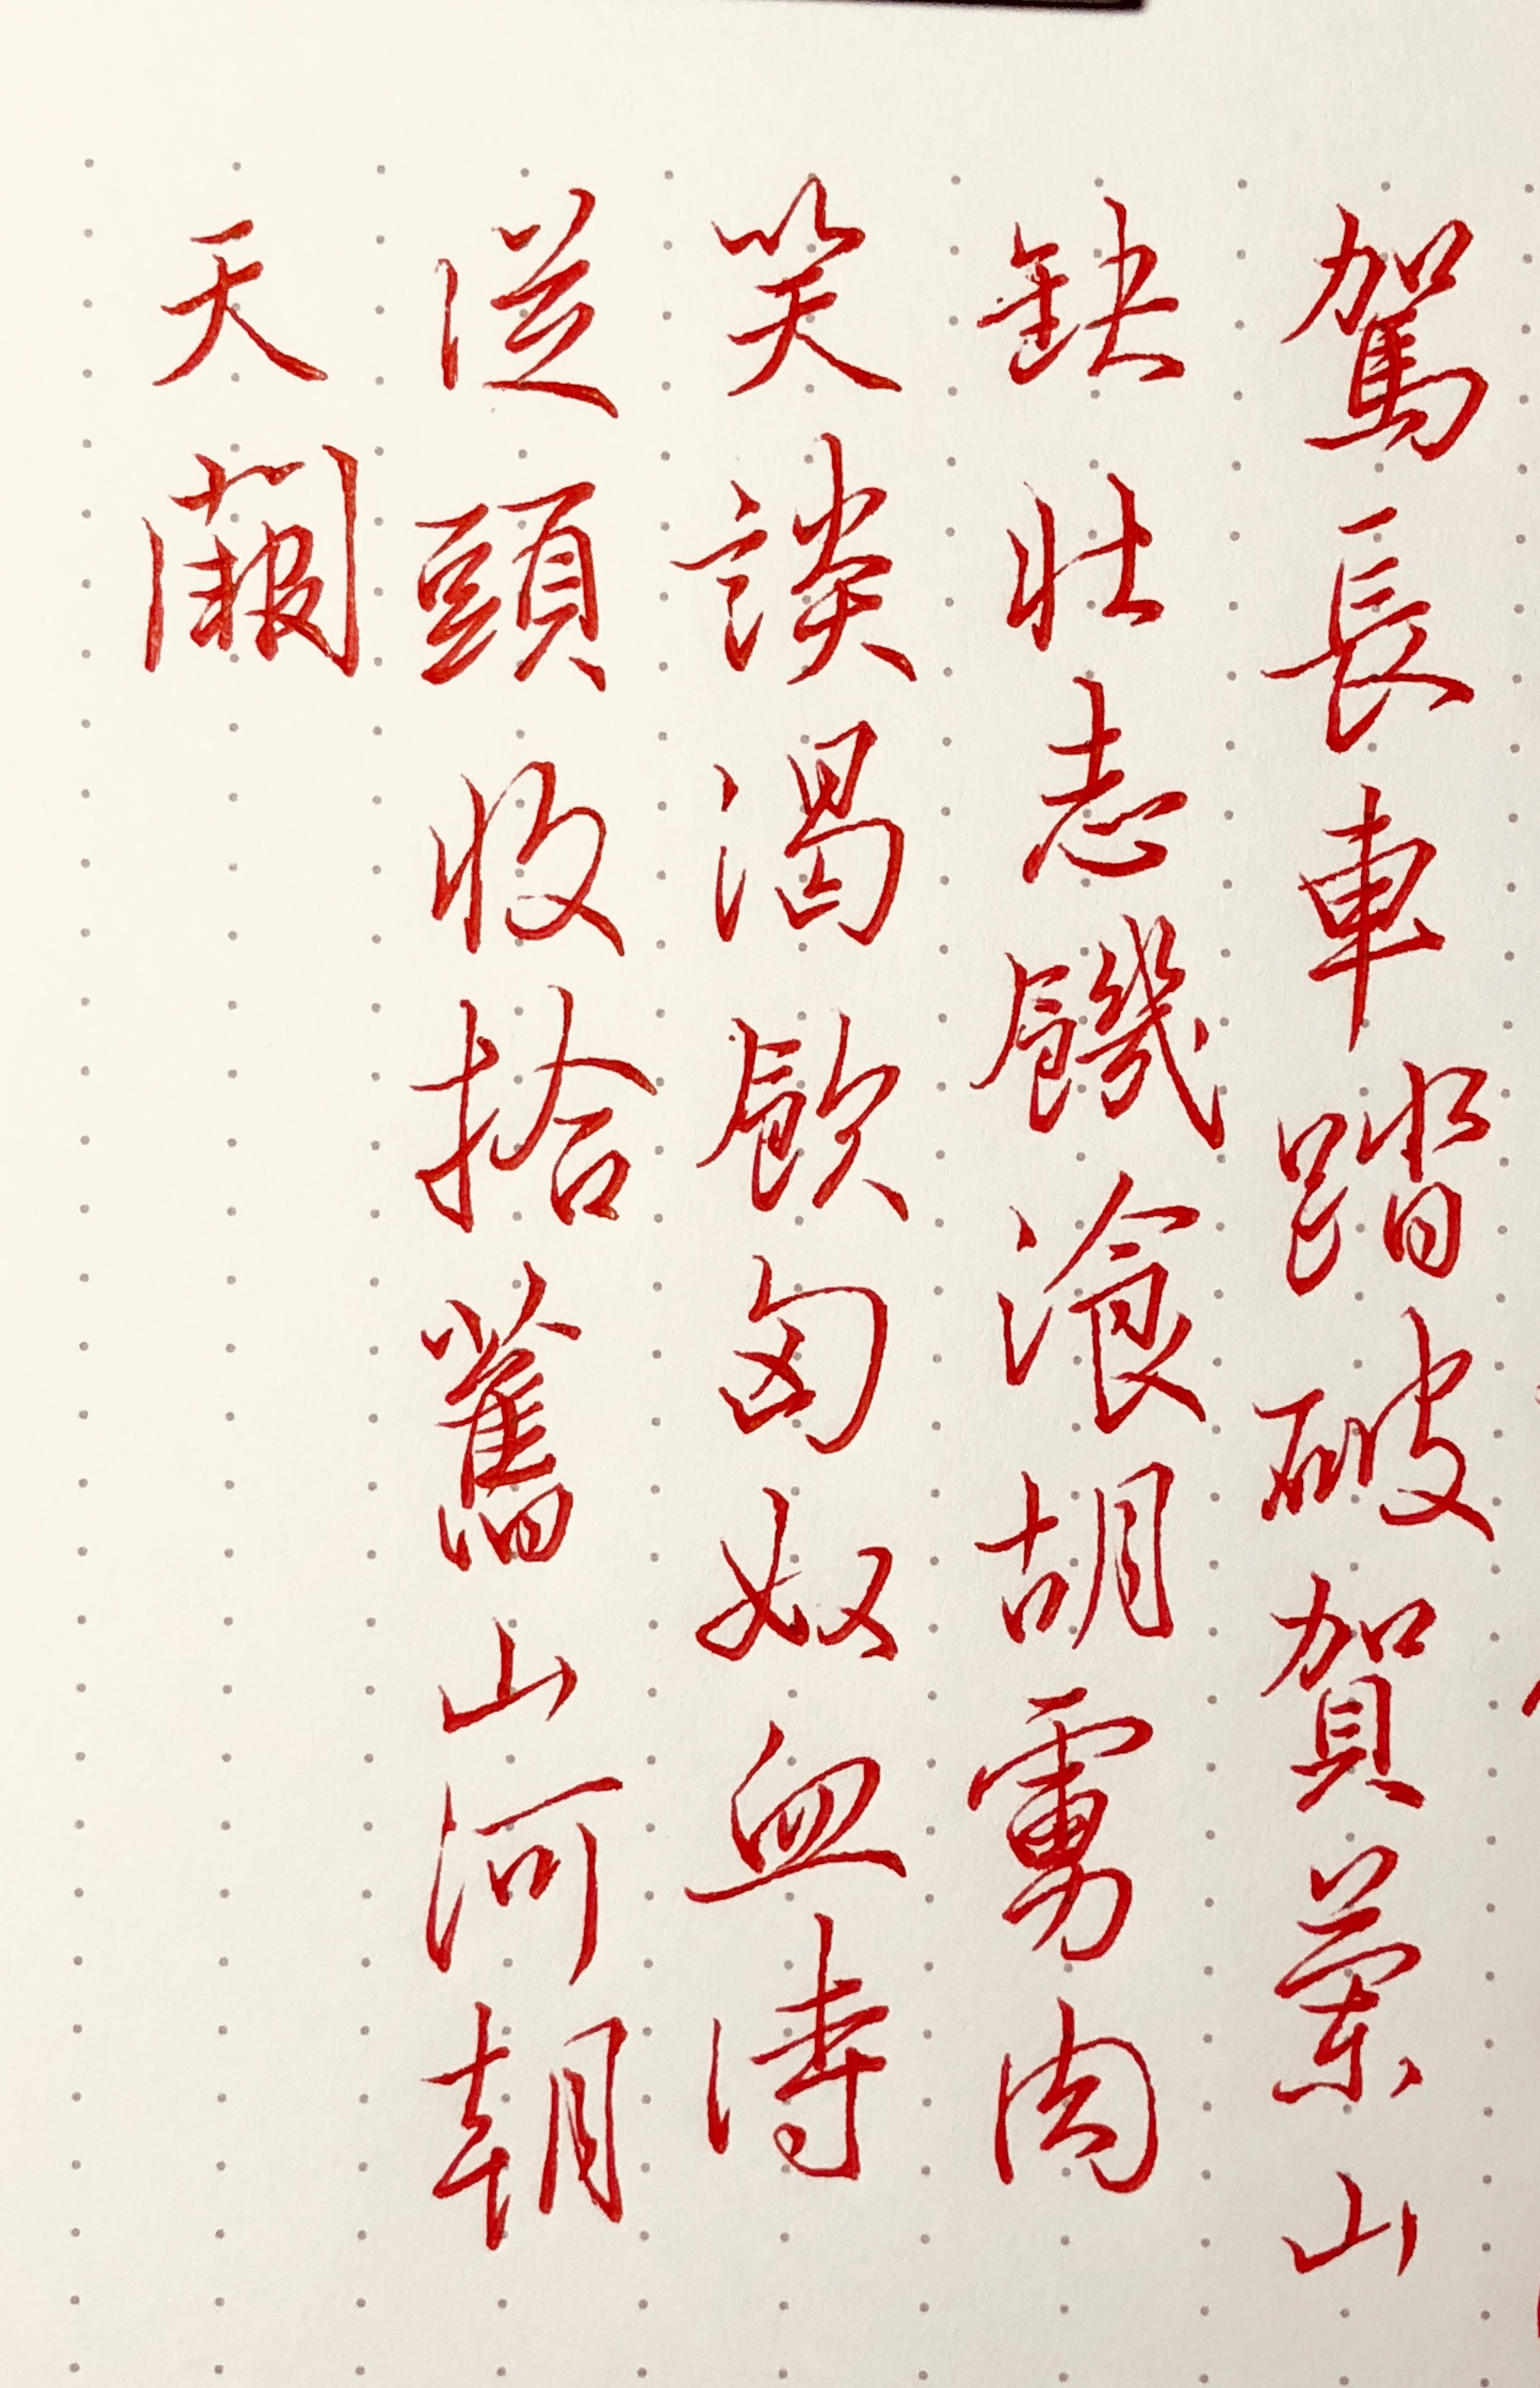 駕長車踏破賀蘭山
缺壯志饑湌胡虜肉
笑談渴飲匈奴血待
從頭收拾舊山河朝
天闕